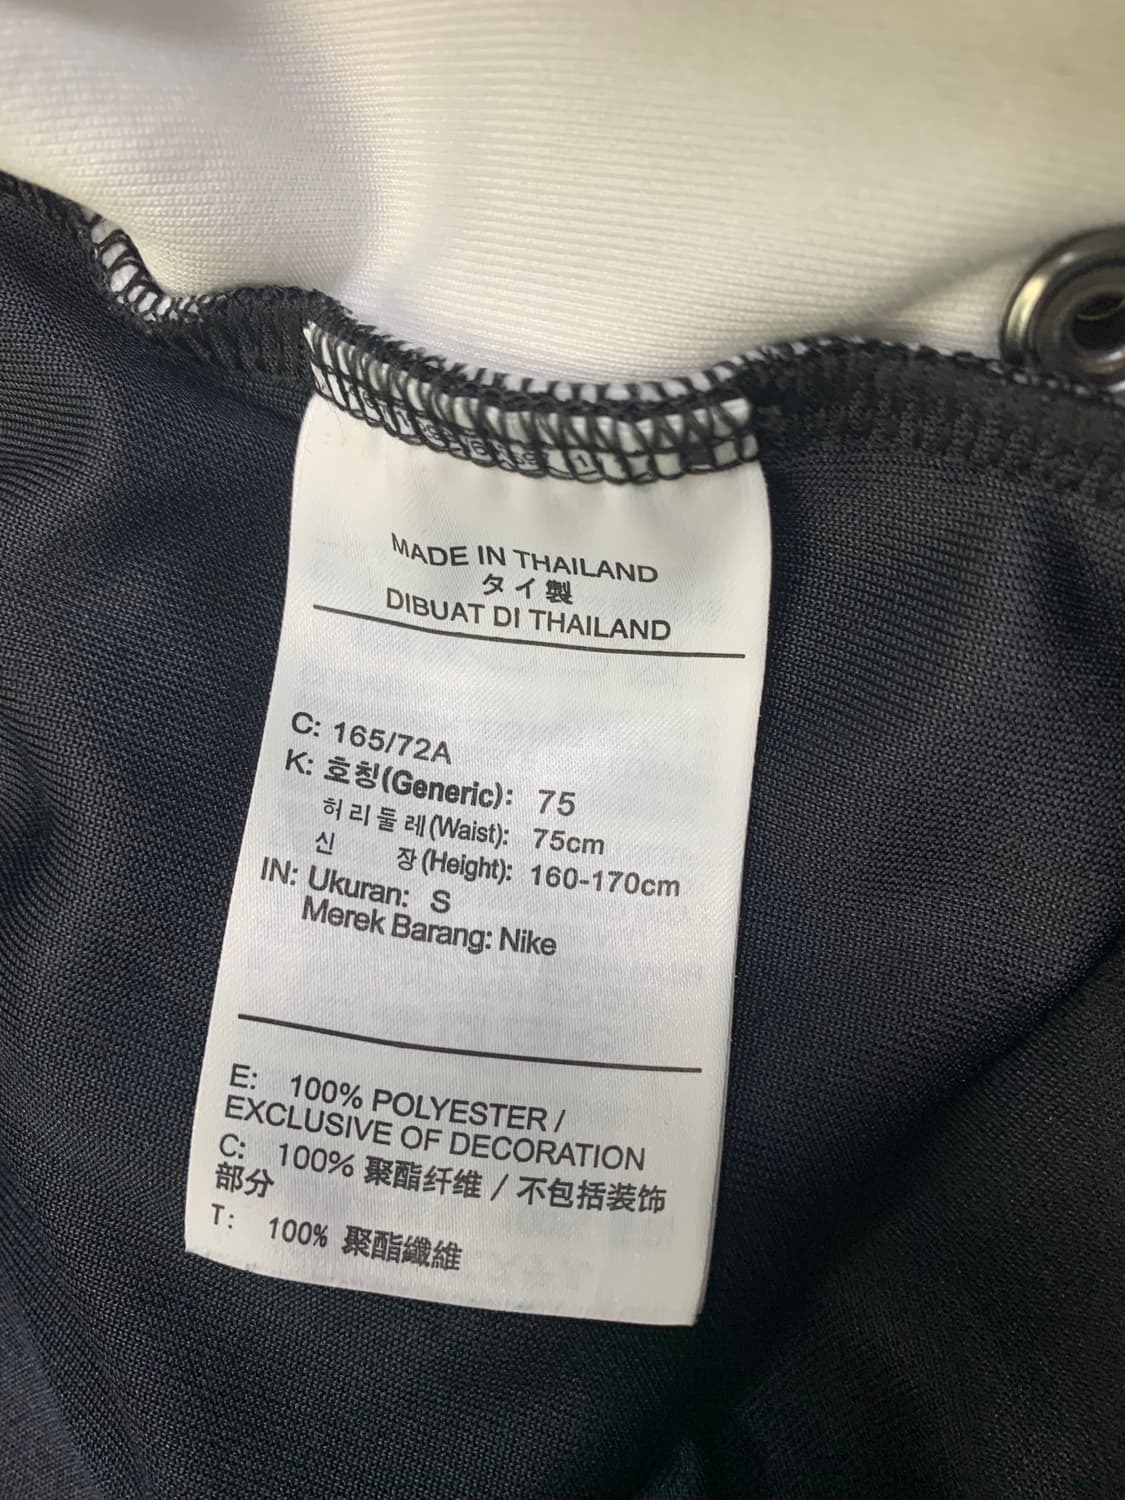 MADE IN THAILAND
タイ製
DIBUAT DI THAILAND
C: 165/72A
K: 호칭(Generic): 75
허리둘레(Waist): 75cm
신 장(Height): 160-170cm
IN: Ukuran: S
Merek Barang: Nike
E: 100% POLYESTER /
EXCLUSIVE OF DECORATION
C: 100% 聚酯纤维 / 不包括装饰
部分
T: 100% 聚酯纖維